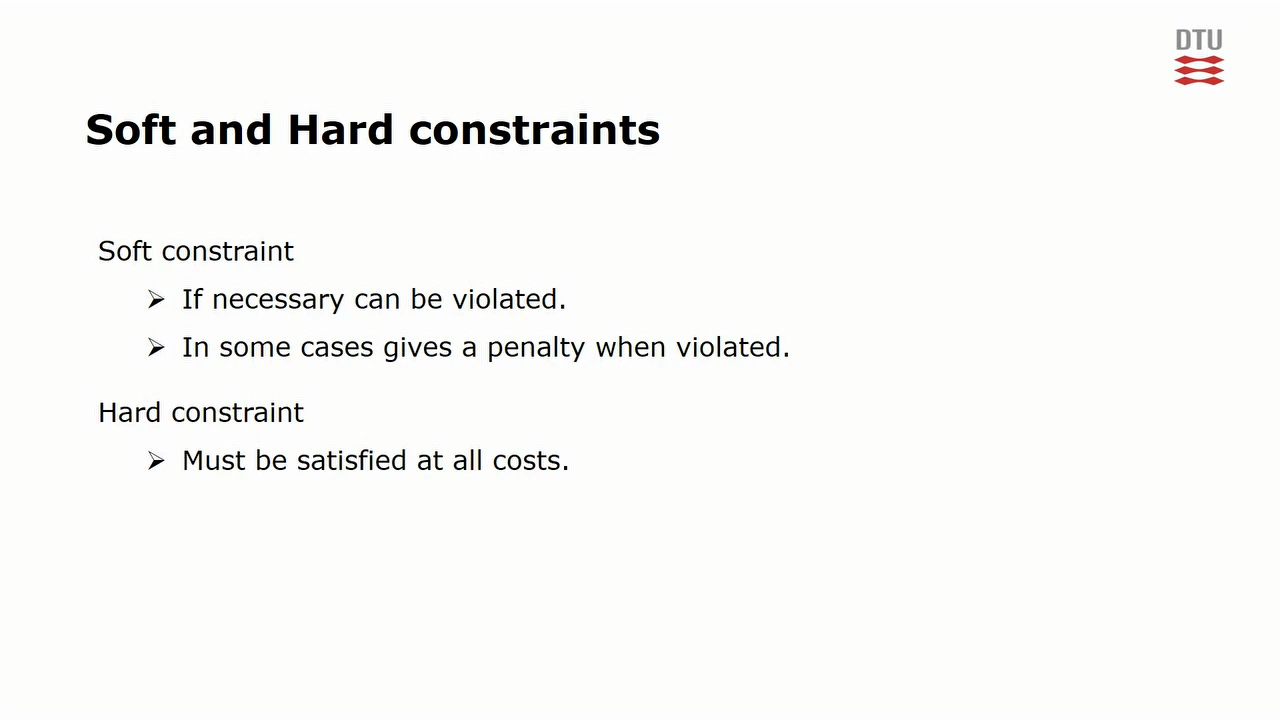 DTU
Soft and Hard constraints
Soft constraint
➢ If necessary can be violated.
➢ In some cases gives a penalty when violated.
Hard constraint
➢ Must be satisfied at all costs.